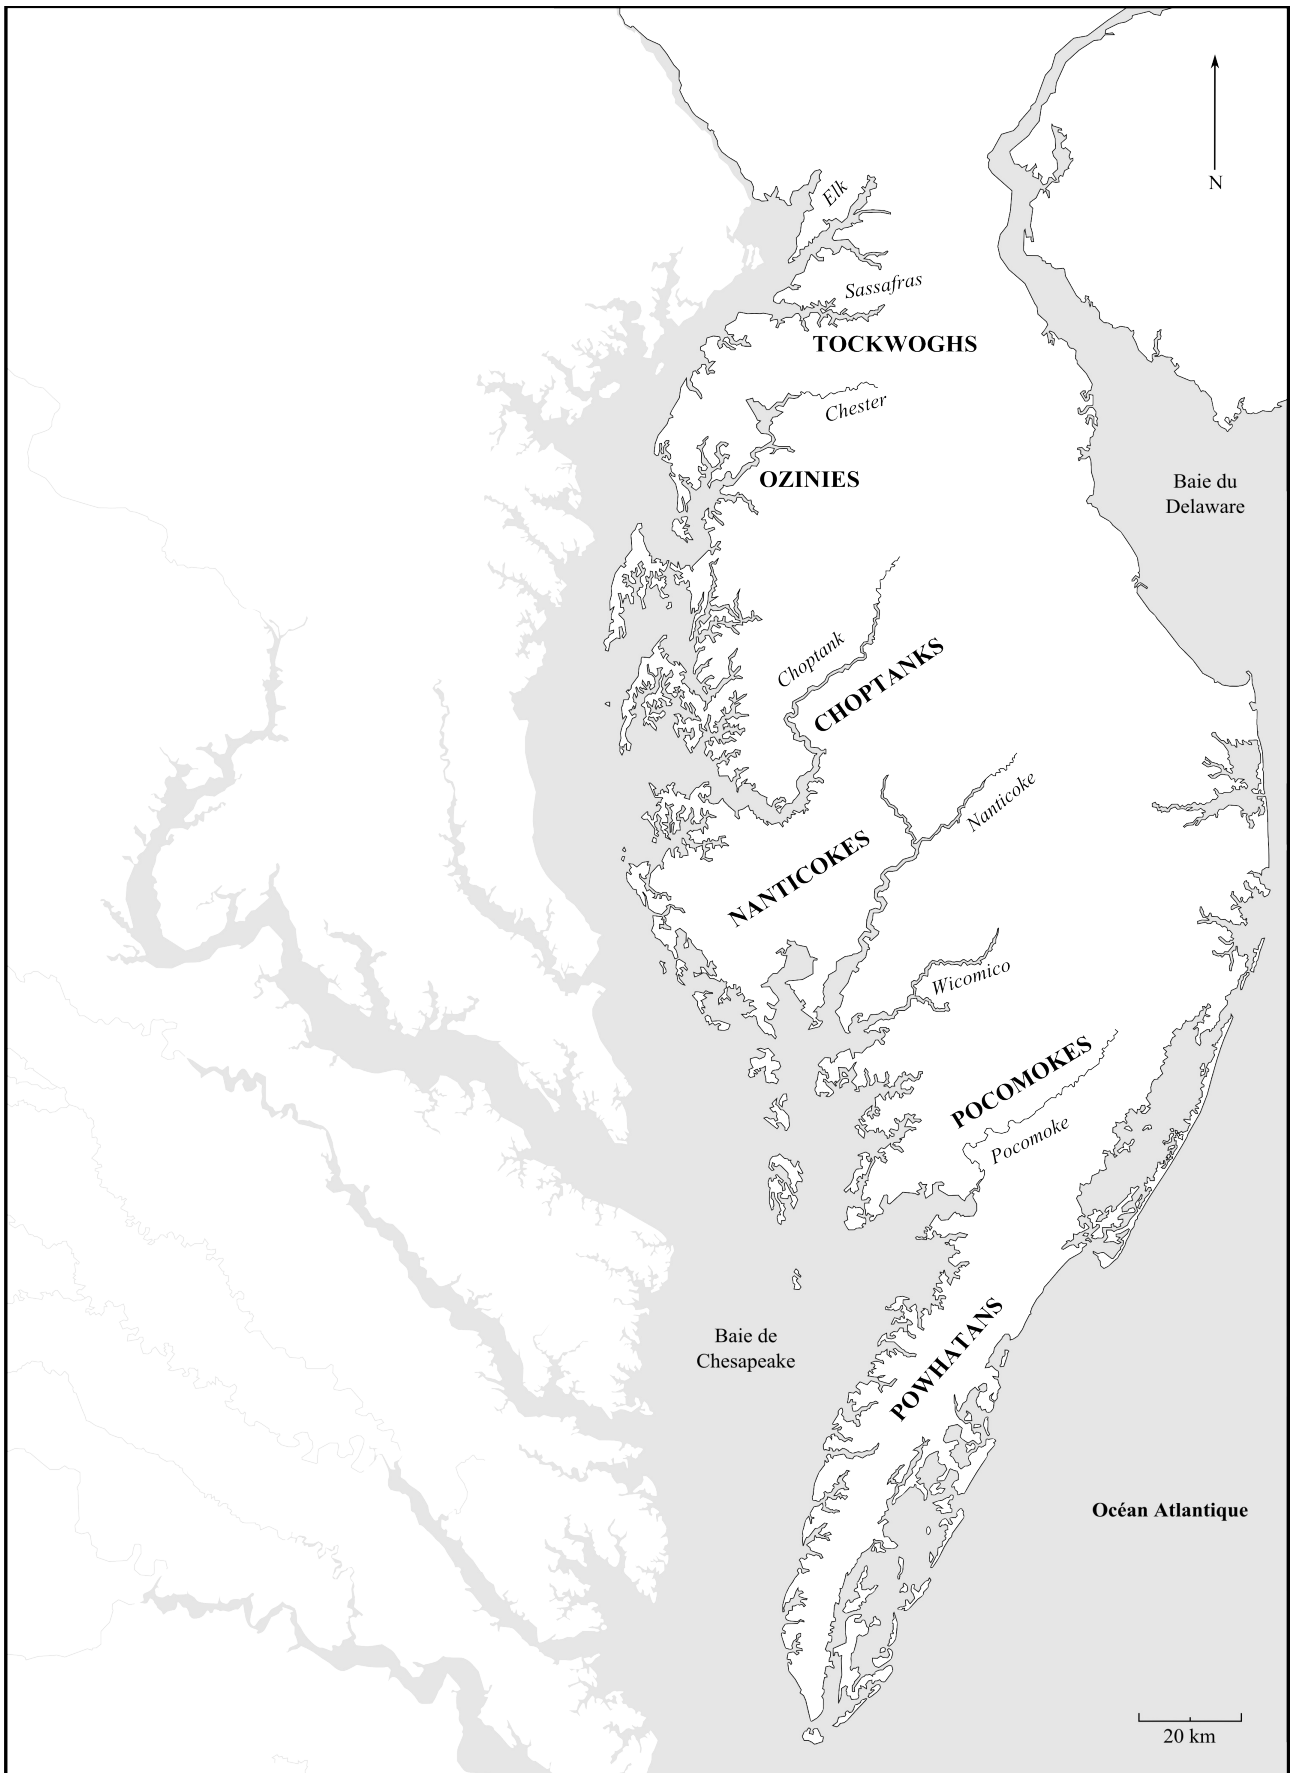 N
Elk
Sassafras
TOCKWOGHS
Chester
OZINIES
Baie du
Delaware
Choptank
CHOPTANKS
Nanticoke
NANTICOKES
Wicomico
POCOMOKES
Pocomoke
Baie de
Chesapeake
POWHATANS
Océán Atlantique
20 km